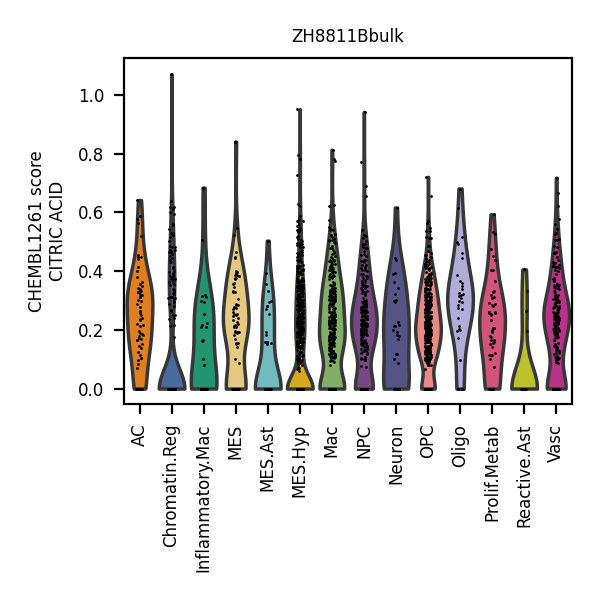 ZH8811Bbulk
CHEMBL1261 score
CITRIC ACID
1.0
0.8
0.6
0.4
0.2
0.0
AC
Chromatin.Reg
Inflammatory.Mac
MES
MES.Ast
MES.Hyp
Mac
NPC
Neuron
OPC
Oligo
Prolif.Metab
Reactive.Ast
Vasc